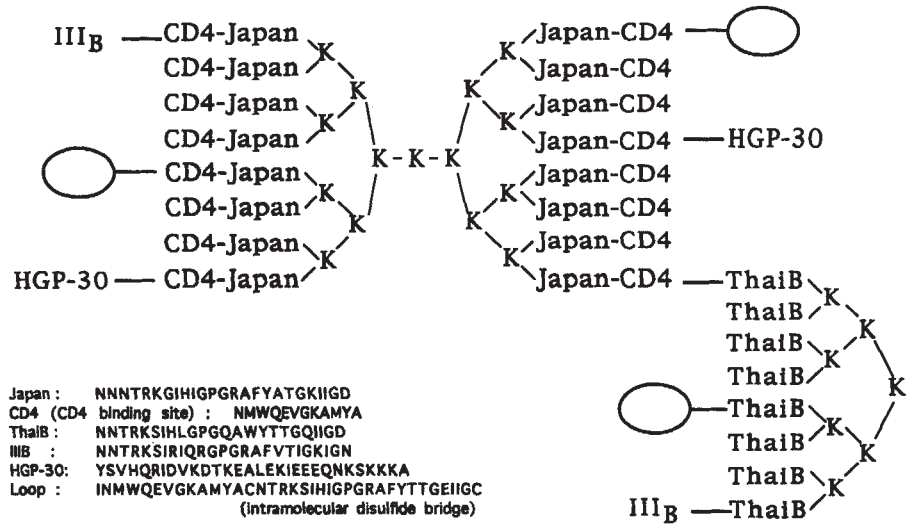 IIIB — CD4-Japan K K Japan-CD4
CD4-Japan K K Japan-CD4
CD4-Japan K K Japan-CD4
CD4-Japan Japan-CD4 — HGP-30
K-K-K
CD4-Japan K K Japan-CD4
CD4-Japan K K Japan-CD4
CD4-Japan K K Japan-CD4
HGP-30 — CD4-Japan Japan-CD4 — ThaiB K
ThaiB K
ThaiB K
ThaiB
K
ThaiB K
ThaiB K
ThaiB K
IIIB — ThaiB
Japan : NNNTRKGIHIGPGRAFYATGKIIGD
CD4 (CD4 binding site) : NMWQEVGKAMYA
ThaiB : NNTRKSIHLGPGQAWYTTGQIIGD
IIIB : NNTRKSIRIQRGPGRAFVTIGKIGN
HGP-30: YSVHQRIDVKDTKEALEKIEEEQNKSKKKA
Loop : INMWQEVGKAMYACNTRKSIHIGPGRAFYTTGEIIGC
(intramolecular disulfide bridge)